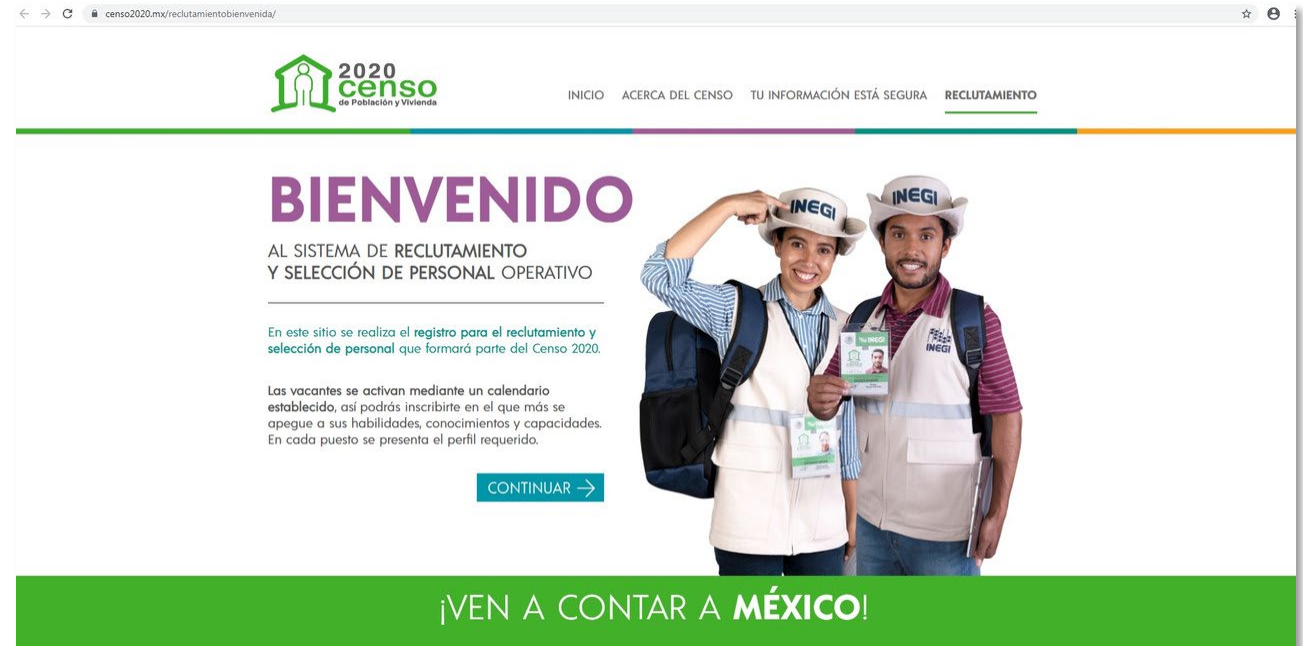 censo2020.mx/reclutamientobienvenida/
2020
censo
de Población y Vivienda
INICIO ACERCA DEL CENSO TU INFORMACIÓN ESTÁ SEGURA RECLUTAMIENTO
BIENVENIDO
AL SISTEMA DE RECLUTAMIENTO
Y SELECCIÓN DE PERSONAL OPERATIVO
En este sitio se realiza el registro para el reclutamiento y
selección de personal que formará parte del Censo 2020.
Las vacantes se activan mediante un calendario
establecido, así podrás inscribirte en el que más se
apegue a sus habilidades, conocimientos y capacidades.
En cada puesto se presenta el perfil requerido.
CONTINUAR
INEGI
INEGI
INEGI
INEGI
¡VEN A CONTAR A MÉXICO!